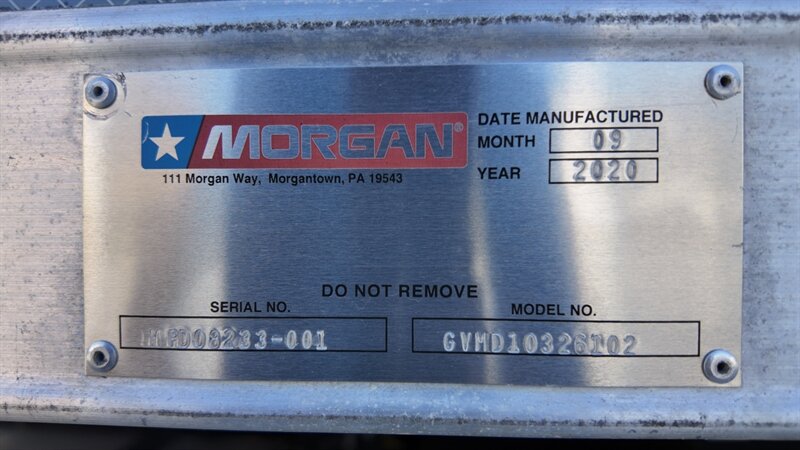 MORGAN®
111 Morgan Way, Morgantown, PA 19543
DATE MANUFACTURED
MONTH 09
YEAR 2020
DO NOT REMOVE
SERIAL NO.
MODEL NO.
GVMD10326102